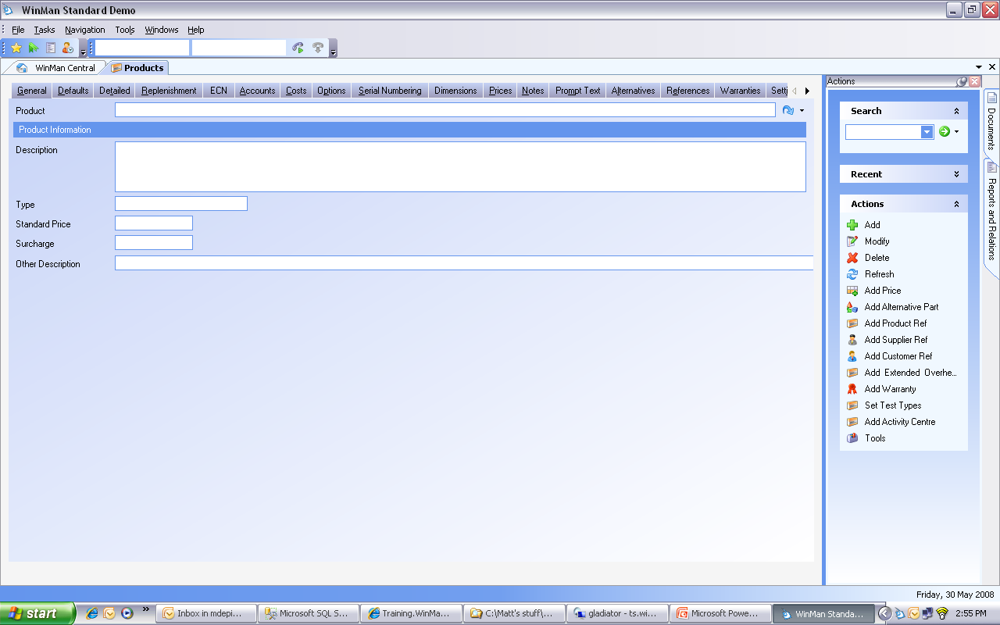 WinMan Standard Demo
File Tasks Navigation Tools Windows Help
WinMan Central Products
General Defaults Detailed Replenishment ECN Accounts Costs Options Serial Numbering Dimensions Prices Notes Prompt Text Alternatives References Warranties Setti
Product
Product Information
Description
Type
Standard Price
Surcharge
Other Description
Actions
Search
Recent
Actions
Add
Modify
Delete
Refresh
Add Price
Add Alternative Part
Add Product Ref
Add Supplier Ref
Add Customer Ref
Add Extended Overhe...
Add Warranty
Set Test Types
Add Activity Centre
Tools
Documents
Reports and Relations
Friday, 30 May 2008
start
Inbox in mdepi... Microsoft SQL S... Training.WinMa... C:\Matt's stuff\... gladiator - ts.wi... Microsoft Powe... WinMan Standa... 2:55 PM